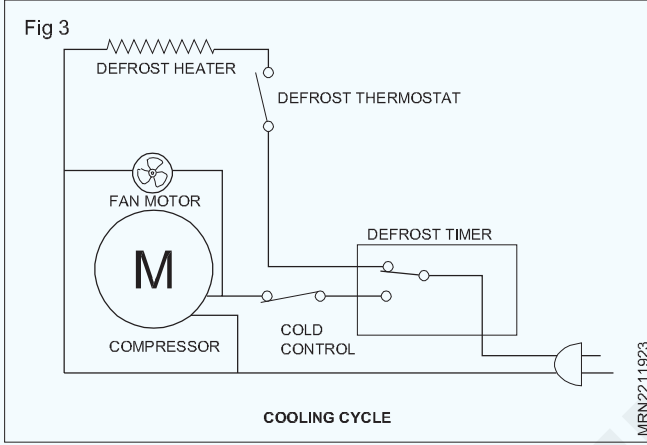 Fig 3
DEFROST HEATER
DEFROST THERMOSTAT
FAN MOTOR
DEFROST TIMER
M
COLD
CONTROL
COMPRESSOR
COOLING CYCLE
MRN2211923